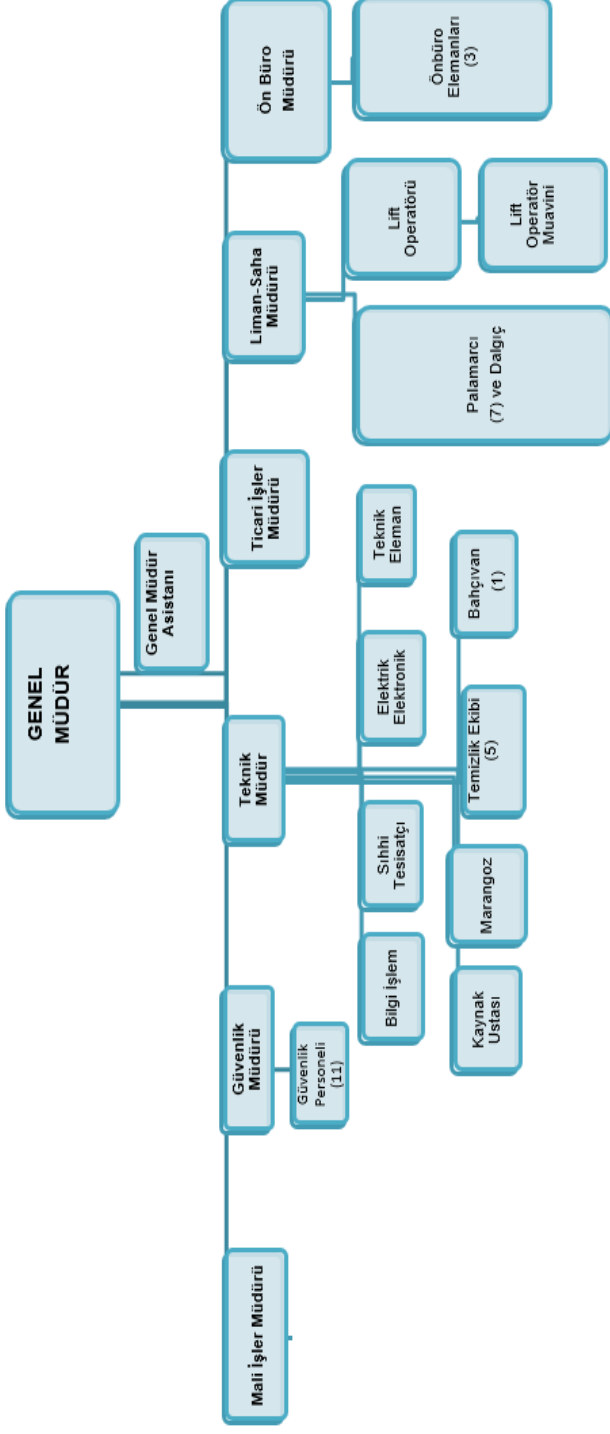 GENEL
MÜDÜR
Genel Müdür
Asistanı
Mali İşler Müdürü
Güvenlik
Müdürü
Teknik
Müdür
Ticari İşler
Müdürü
Liman-Saha
Müdürü
Ön Büro
Müdürü
Güvenlik
Personeli
(11)
Bilgi İşlem
Sıhhi
Tesisatçı
Elektrik
Elektronik
Teknik
Eleman
Kaynak
Ustası
Marangoz
Temizlik Ekibi
(5)
Bahçıvan
(1)
Palamarcı
(7) ve Dalgıç
Lift
Operatörü
Lift
Operatör
Muavini
Önbüro
Elemanları
(3)